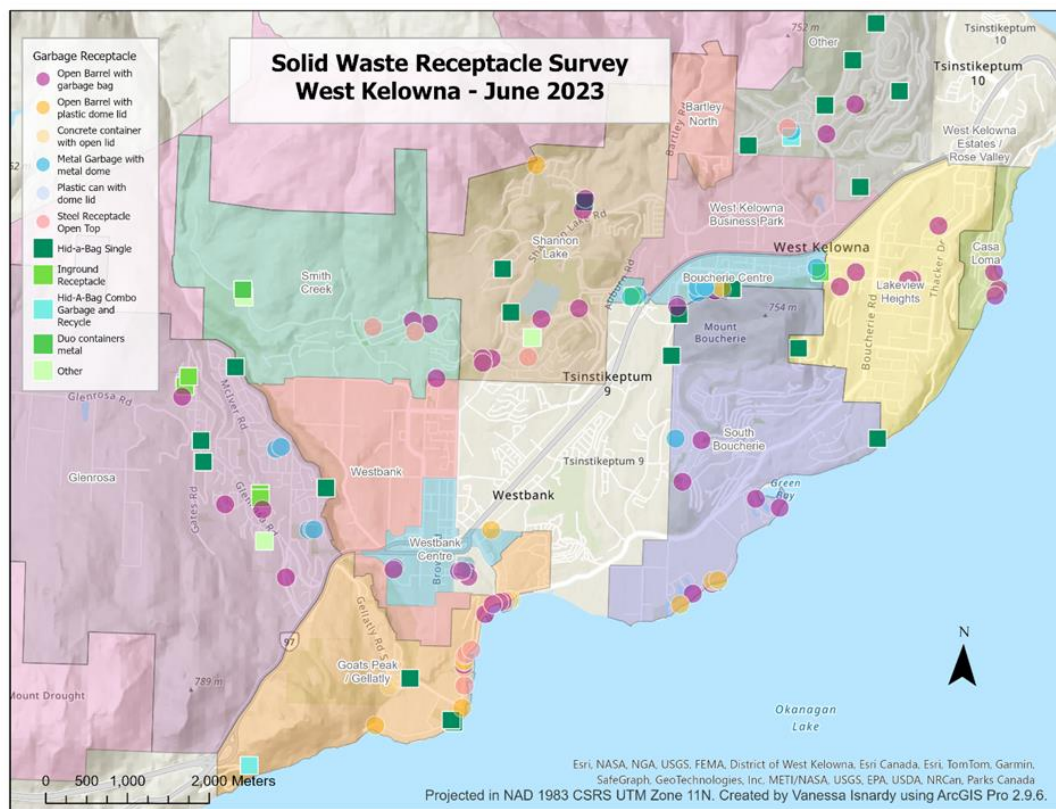 Solid Waste Receptacle Survey
West Kelowna - June 2023
Garbage Receptacle
Open Barrel with
garbage bag
Open Barrel with
plastic dome lid
Concrete container
with open lid
Metal Garbage with
metal dome
Plastic can with
dome lid
Steel Receptacle
Open Top
Hid-a-Bag Single
Inground
Receptacle
Hid-A-Bag Combo
Garbage and
Recycle
Duo containers
metal
Other
752 m
Other
Tsinstikeptum
10
Tsinstikeptum
10
Bartley Rd
Bartley
North
West Kelowna
Estates /
Rose Valley
West Kelowna
Business Park
Shannon Lake Rd
Shannon
Lake
West Kelowna
Casa
Loma
Smith
Creek
Auburn Rd
Boucherie Centre
Lakeview
Heights
Thacker Dr
754 m
Mount
Boucherie
Boucherie Rd
Tsinstikeptum
9
McIver Rd
Glenrosa Rd
South
Boucherie
Tsinstikeptum 9
Westbank
Glenrosa
Westbank
Green
Bay
Gates Rd
Glenrosa Rd
Westbank
Centre
Gellatly Rd S
97
Goats Peak
/ Gellatly
N
789 m
Mount Drought
Okanagan
Lake
0 500 1,000 2,000 Meters
Esri, NASA, NGA, USGS, FEMA, District of West Kelowna, Esri Canada, Esri, TomTom, Garmin,
SafeGraph, GeoTechnologies, Inc, METI/NASA, USGS, EPA, USDA, NRCan, Parks Canada
Projected in NAD 1983 CSRS UTM Zone 11N. Created by Vanessa Isnardy using ArcGIS Pro 2.9.6.